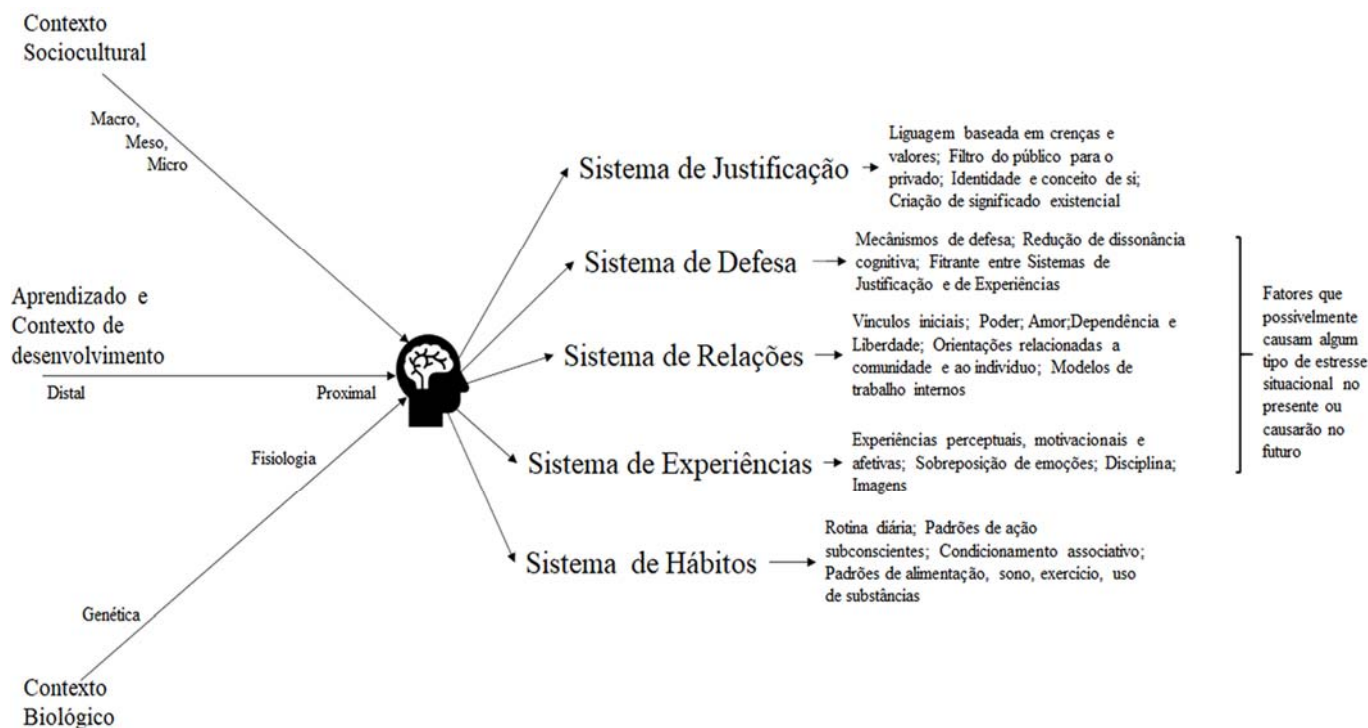 Contexto
Sociocultural
Macro,
Meso,
Micro
Aprendizado e
Contexto de
desenvolvimento
Distal
Proximal
Fisiologia
Genética
Contexto
Biológico
Sistema de Justificação
Liguagem baseada em crenças e
valores; Filtro do público para o
privado; Identidade e conceito de si;
Criação de significado existencial
Sistema de Defesa
Mecânismos de defesa; Redução de dissonância
cognitiva; Fitrante entre Sistemas de
Justificação e de Experiências
Sistema de Relações
Vinculos iniciais; Poder; Amor;Dependência e
Liberdade; Orientações relacionadas a
comunidade e ao individuo; Modelos de
trabalho internos
Sistema de Experiências
Experiências perceptuais, motivacionais e
afetivas; Sobreposição de emoções; Disciplina;
Imagens
Sistema de Hábitos
Rotina diária; Padrões de ação
subconscientes; Condicionamento associativo;
Padrões de alimentação, sono, exercicio, uso
de substâncias
Fatores que
possivelmente
causam algum
tipo de estresse
situacional no
presente ou
causarão no
futuro